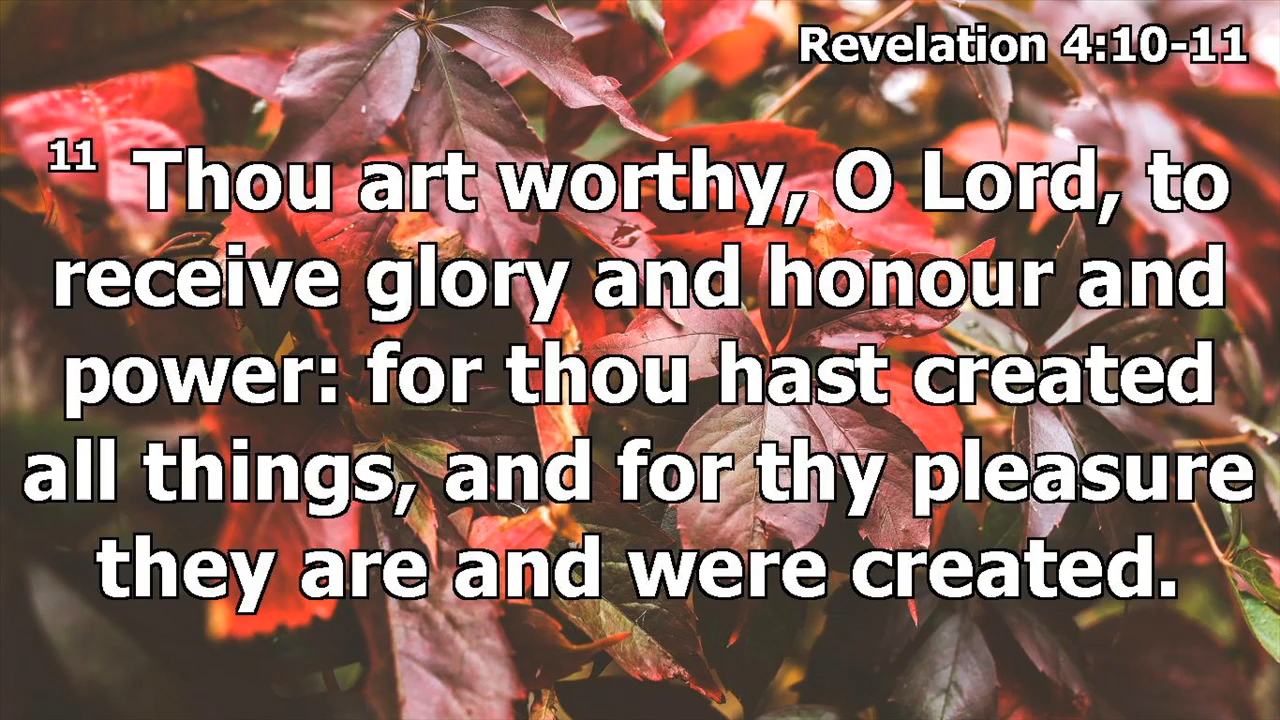 Revelation 4:10-11
11 Thou art worthy, O Lord, to
receive glory and honour and
power: for thou hast created
all things, and for thy pleasure
they are and were created.